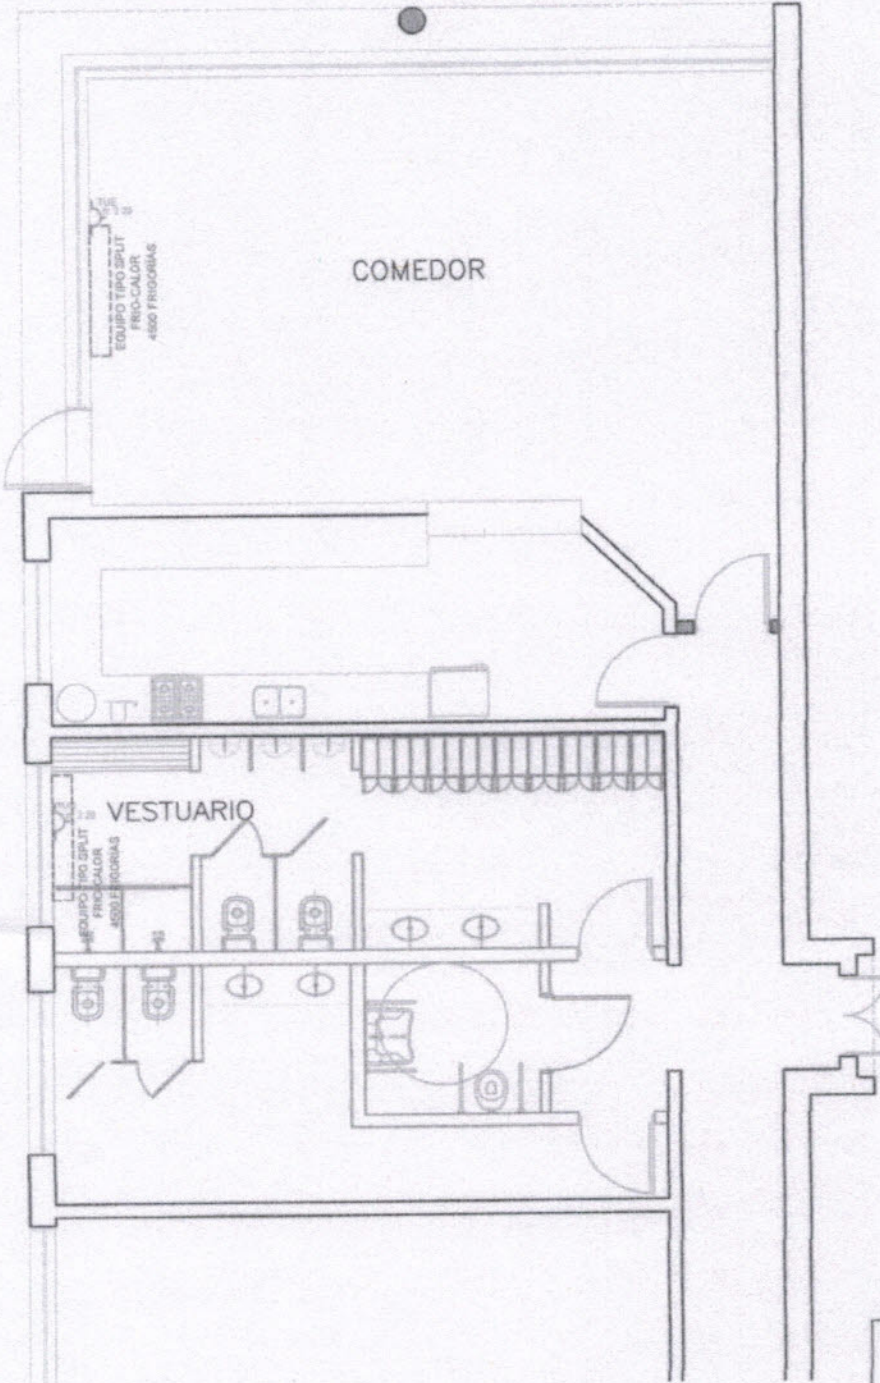 COMEDOR
EQUIPO TIPO SPLIT
FRIO-CALOR
4500 FRIGORIAS
VESTUARIO
EQUIPO TIPO SPLIT
FRIO-CALOR
4500 FRIGORIAS